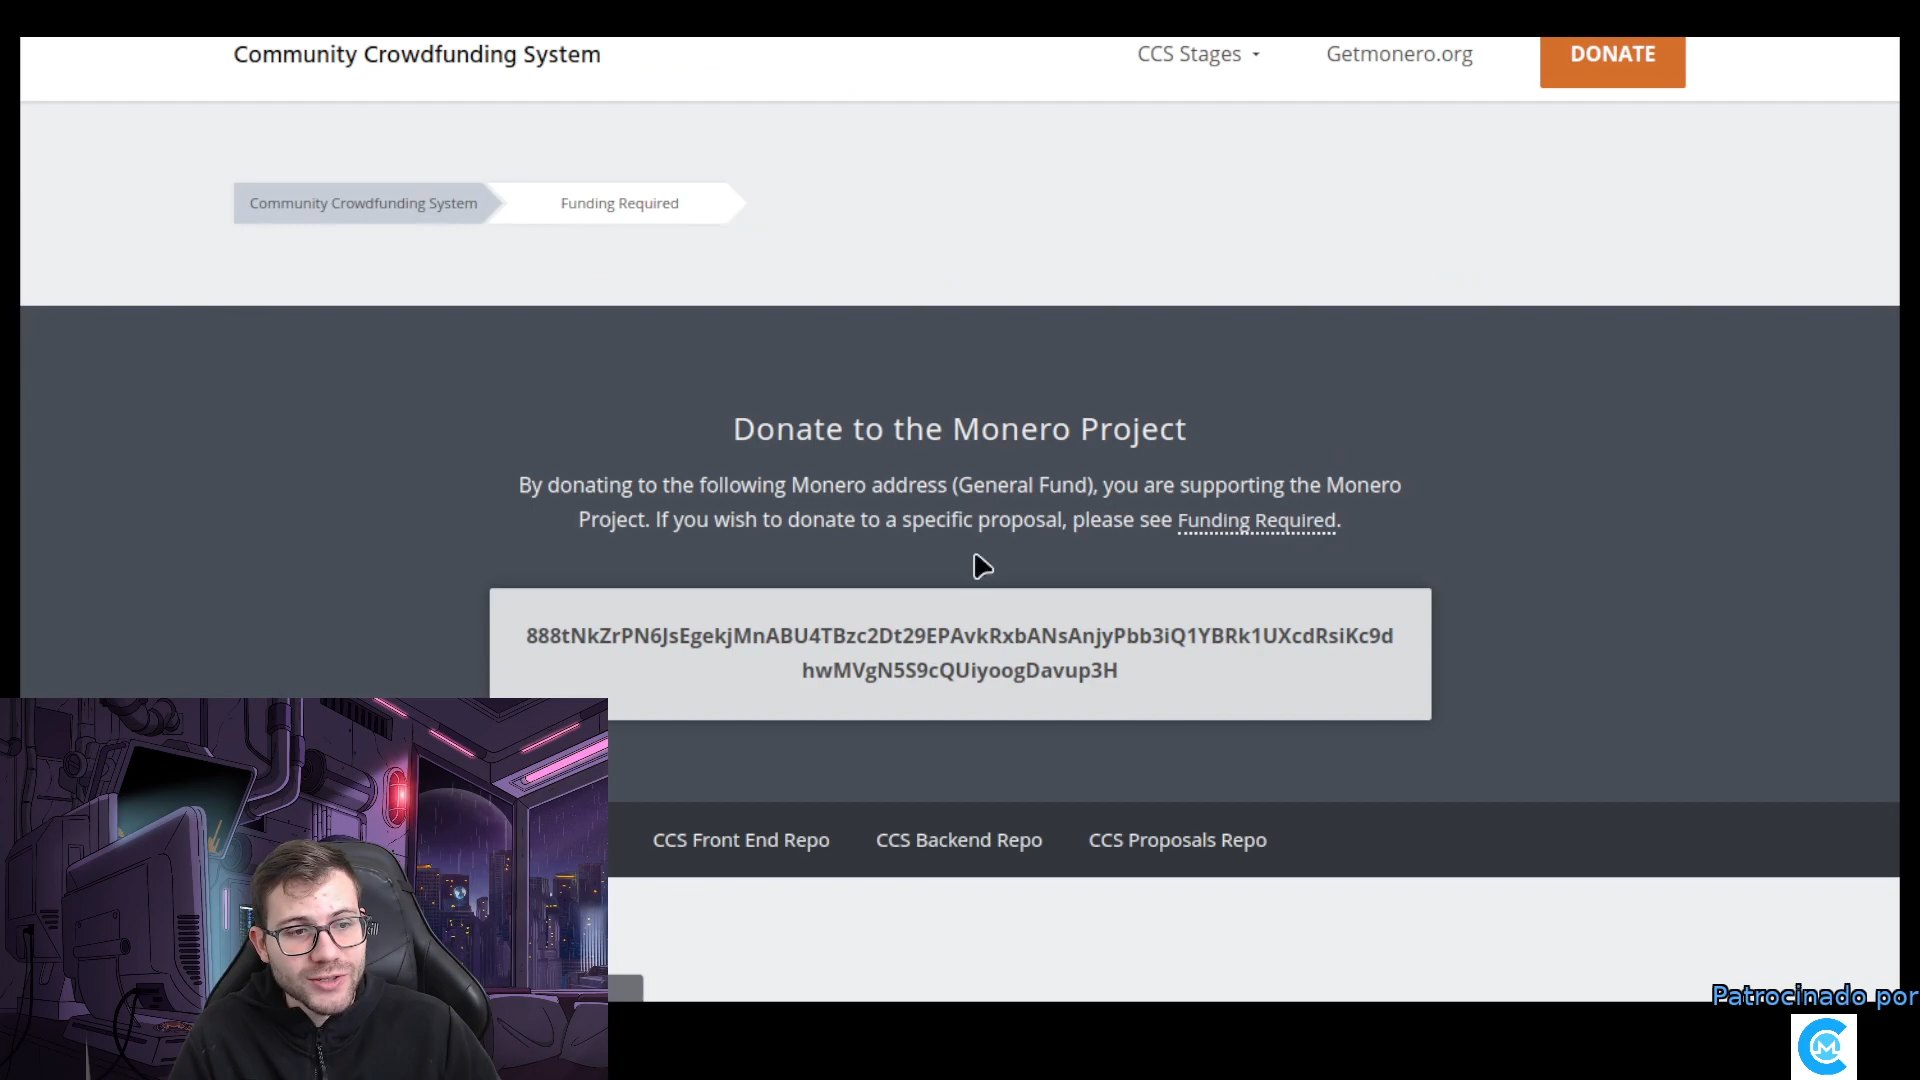 Community Crowdfunding System
CCS Stages
Getmonero.org
DONATE
Community Crowdfunding System
Funding Required
Donate to the Monero Project
By donating to the following Monero address (General Fund), you are supporting the Monero
Project. If you wish to donate to a specific proposal, please see Funding Required.
888tNkZrPN6JsEgekjMnABU4TBzc2Dt29EPAvkRxbANsAnjyPbb3iQ1YBRk1UXcdRsiKc9d
hwMVgN5S9cQUiyoogDavup3H
CCS Front End Repo
CCS Backend Repo
CCS Proposals Repo
Patrocinado por